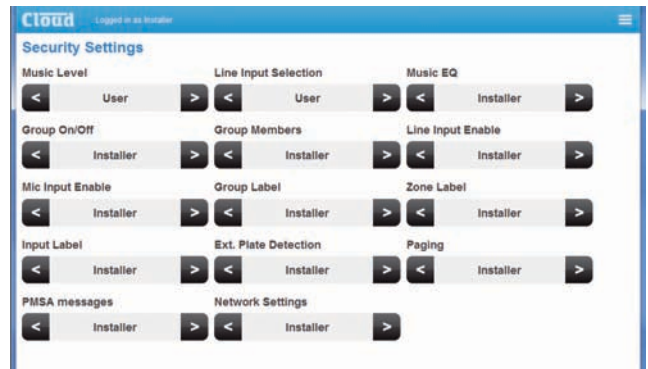 Cloud Logged in as Installer
Security Settings
Music Level Line Input Selection Music EQ
< User > < User > < Installer >
Group On/Off Group Members Line Input Enable
< Installer > < Installer > < Installer >
Mic Input Enable Group Label Zone Label
< Installer > < Installer > < Installer >
Input Label Ext. Plate Detection Paging
< Installer > < Installer > < Installer >
PMSA messages Network Settings
< Installer > < Installer >